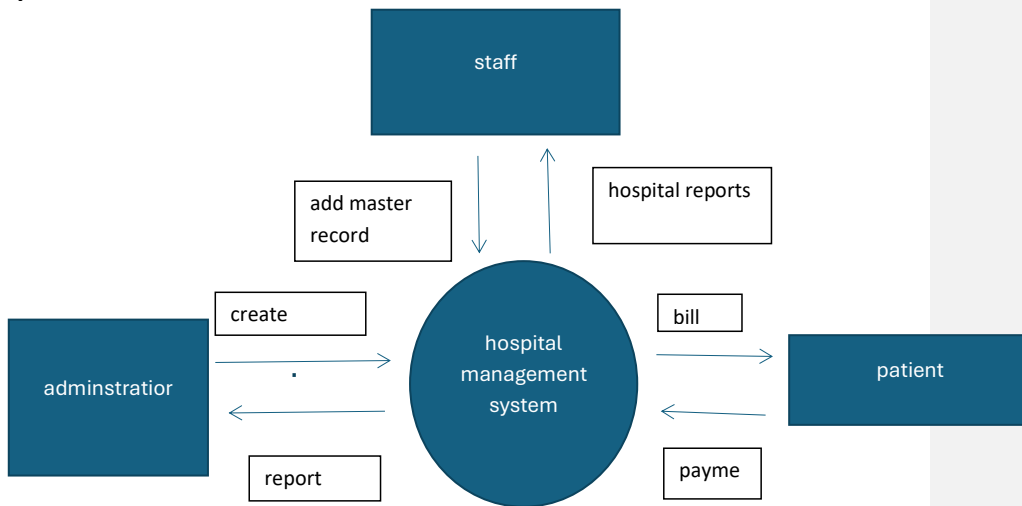 staff
add master
record
hospital reports
create
bill
hospital
management
system
adminstratior
patient
report
payme